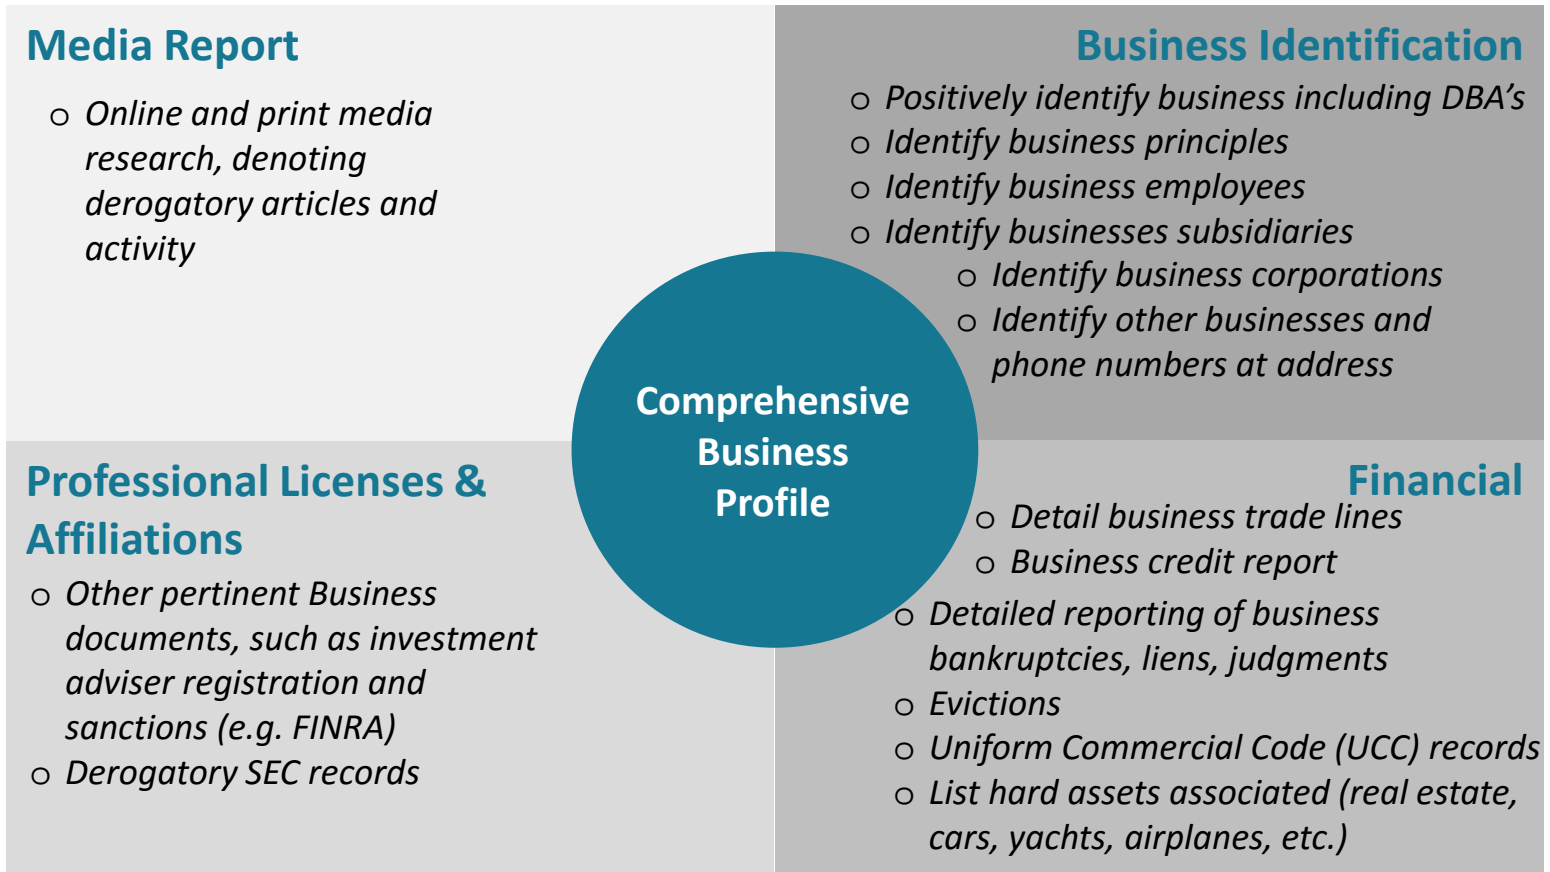 Media Report
o Online and print media
research, denoting
derogatory articles and
activity
Business Identification
o Positively identify business including DBA's
o Identify business principles
o Identify business employees
o Identify businesses subsidiaries
o Identify business corporations
o Identify other businesses and
phone numbers at address
Comprehensive
Business
Profile
Professional Licenses &
Affiliations
o Other pertinent Business
documents, such as investment
adviser registration and
sanctions (e.g. FINRA)
o Derogatory SEC records
Financial
o Detail business trade lines
o Business credit report
o Detailed reporting of business
bankruptcies, liens, judgments
o Evictions
o Uniform Commercial Code (UCC) records
o List hard assets associated (real estate,
cars, yachts, airplanes, etc.)